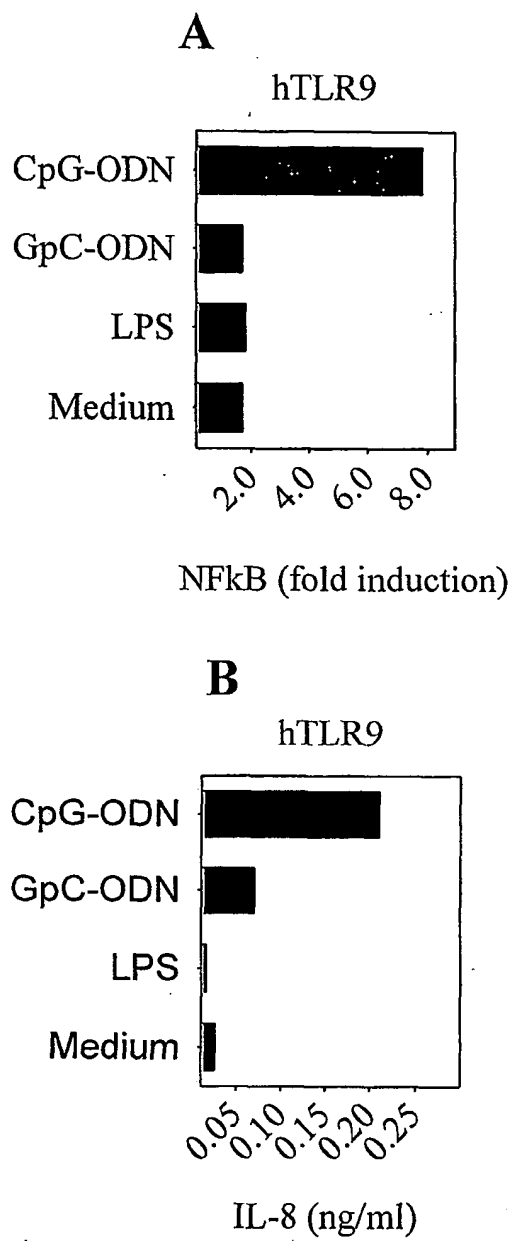 A
hTLR9
CpG-ODN
GpC-ODN
LPS
Medium
2.0 4.0 6.0 8.0
NFkB (fold induction)
B
hTLR9
CpG-ODN
GpC-ODN
LPS
Medium
0.05 0.10 0.15 0.20 0.25
IL-8 (ng/ml)